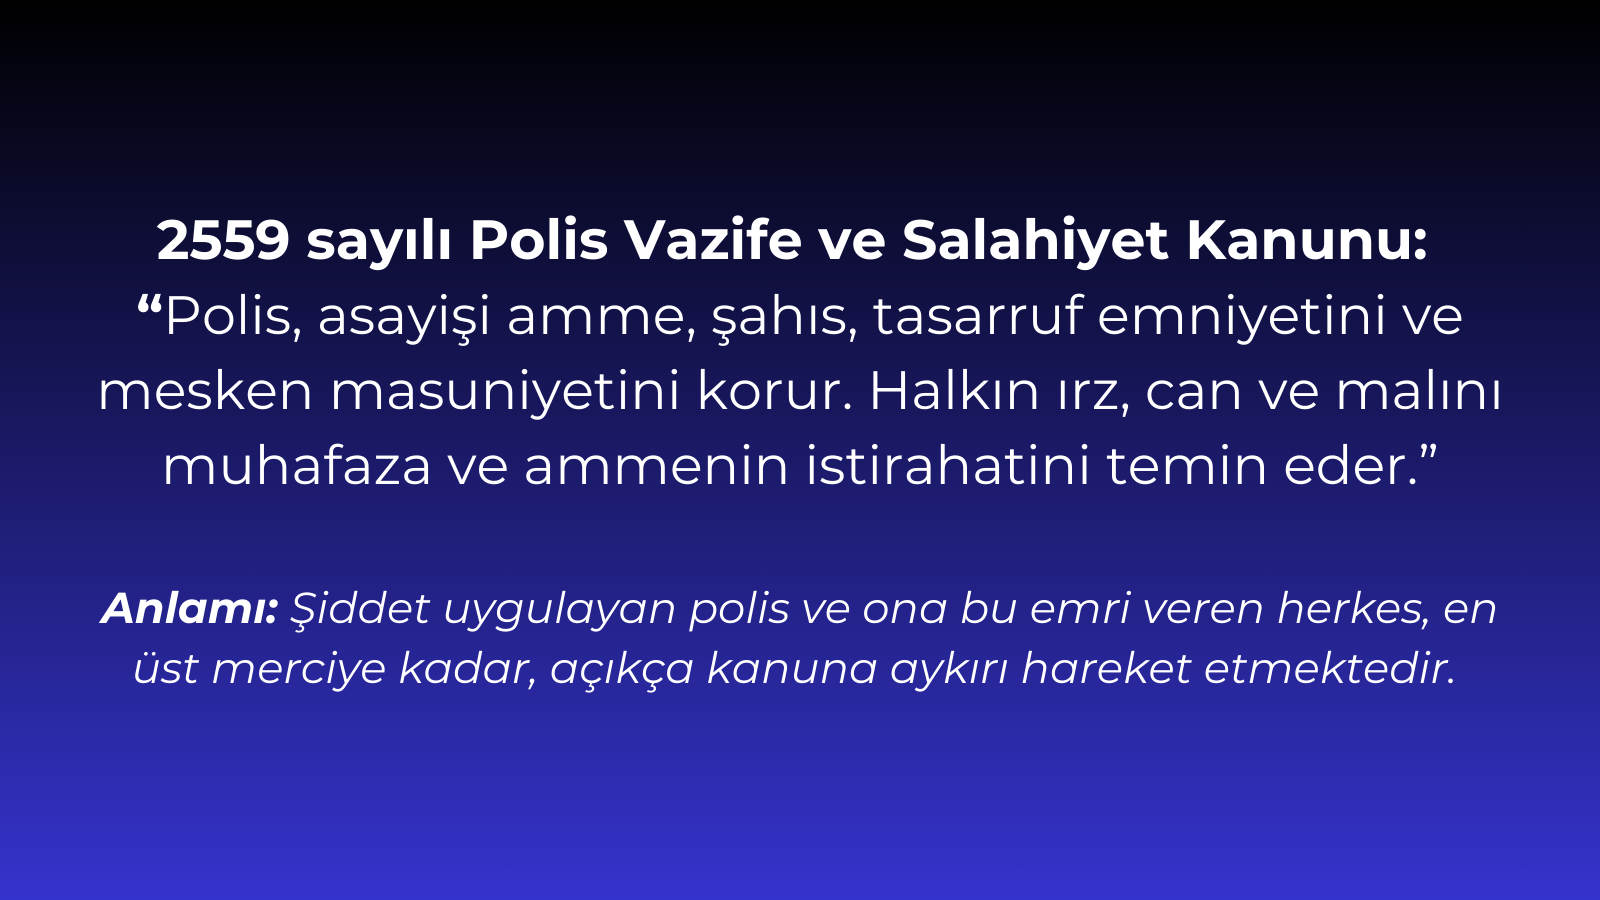 2559 sayılı Polis Vazife ve Salahiyet Kanunu:
“Polis, asayişi amme, şahıs, tasarruf emniyetini ve
mesken masuniyetini korur. Halkın ırz, can ve malını
muhafaza ve ammenin istirahatini temin eder.”
Anlamı: Şiddet uygulayan polis ve ona bu emri veren herkes, en
üst merciye kadar, açıkça kanuna aykırı hareket etmektedir.